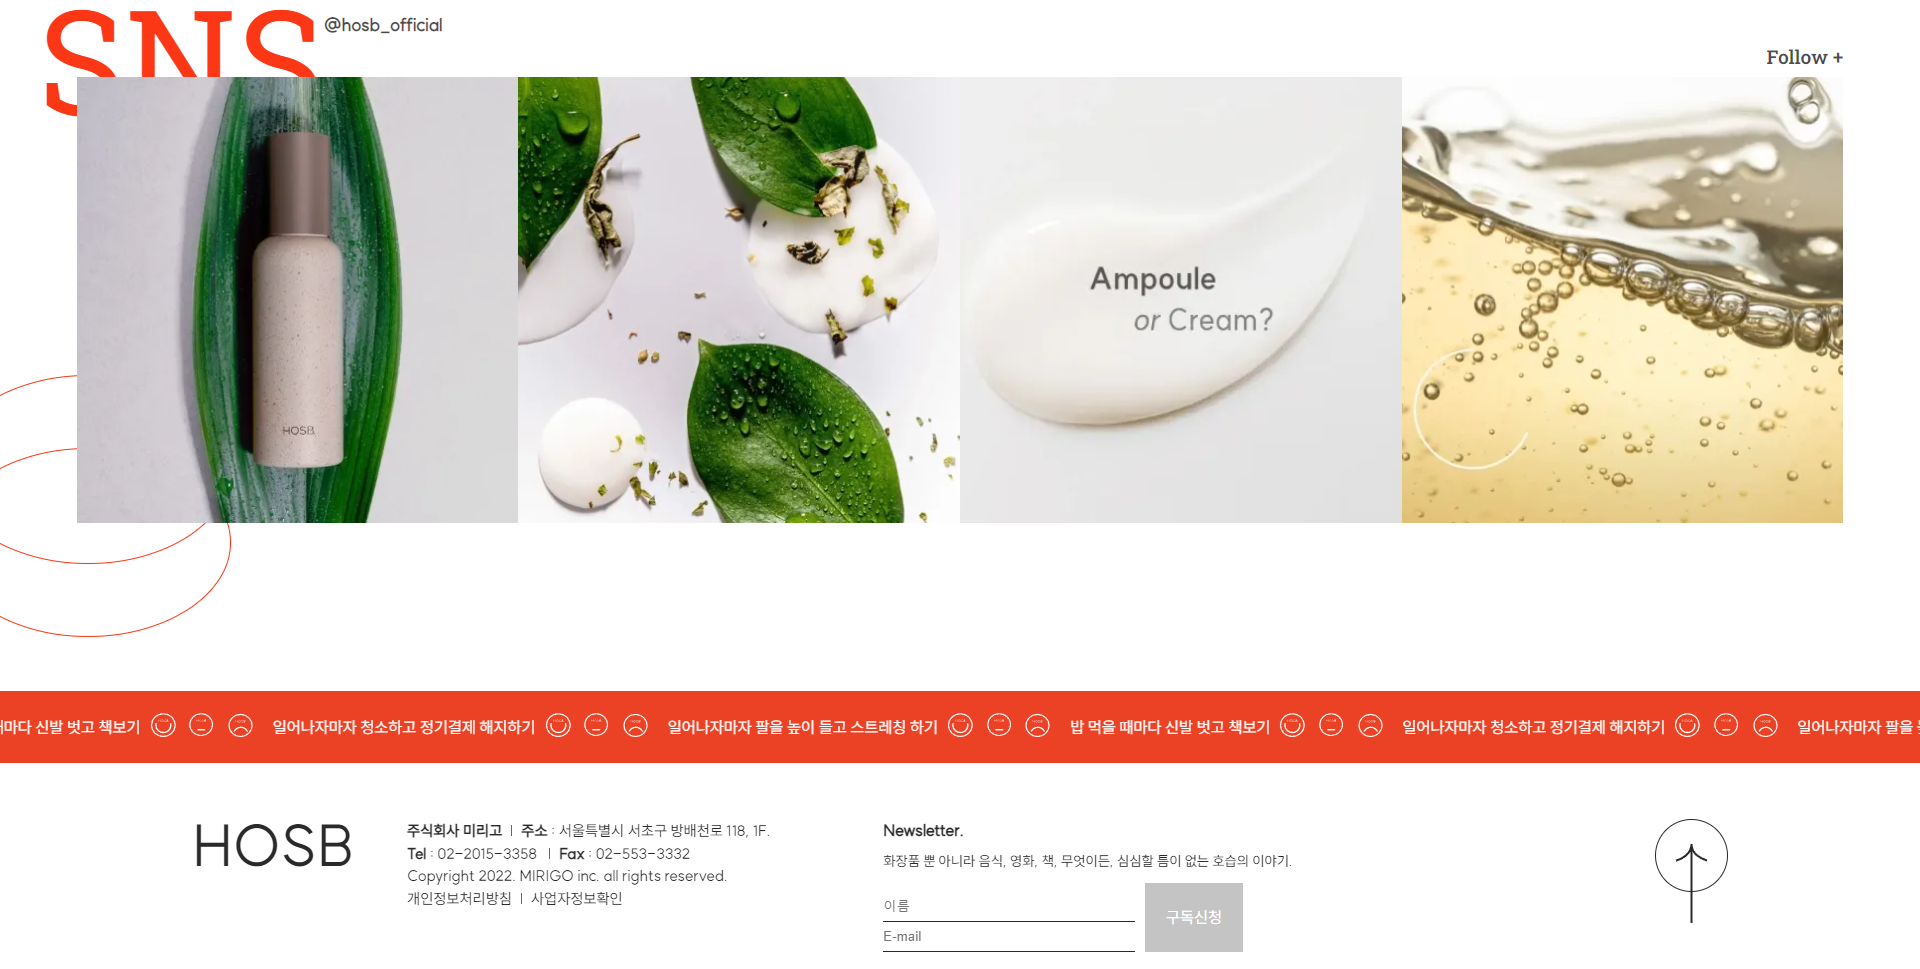 SNS
@hosb_official
Follow +
HOSB
Ampoule
or Cream?
마다 신발 벗고 책보기 일어나자마자 청소하고 정기결제 해지하기 일어나자마자 팔을 높이 들고 스트레칭 하기 밥 먹을 때마다 신발 벗고 책보기 일어나자마자 청소하고 정기결제 해지하기 일어나자마자 팔을
HOSB
주식회사 미리고 | 주소 : 서울특별시 서초구 방배천로 118, 1F.
Tel : 02-2015-3358 | Fax : 02-553-3332
Copyright 2022. MIRIGO inc. all rights reserved.
개인정보처리방침 | 사업자정보확인
Newsletter.
화장품 뿐 아니라 음식, 영화, 책, 무엇이든, 심심할 틈이 없는 호습의 이야기.
이름
E-mail
구독신청